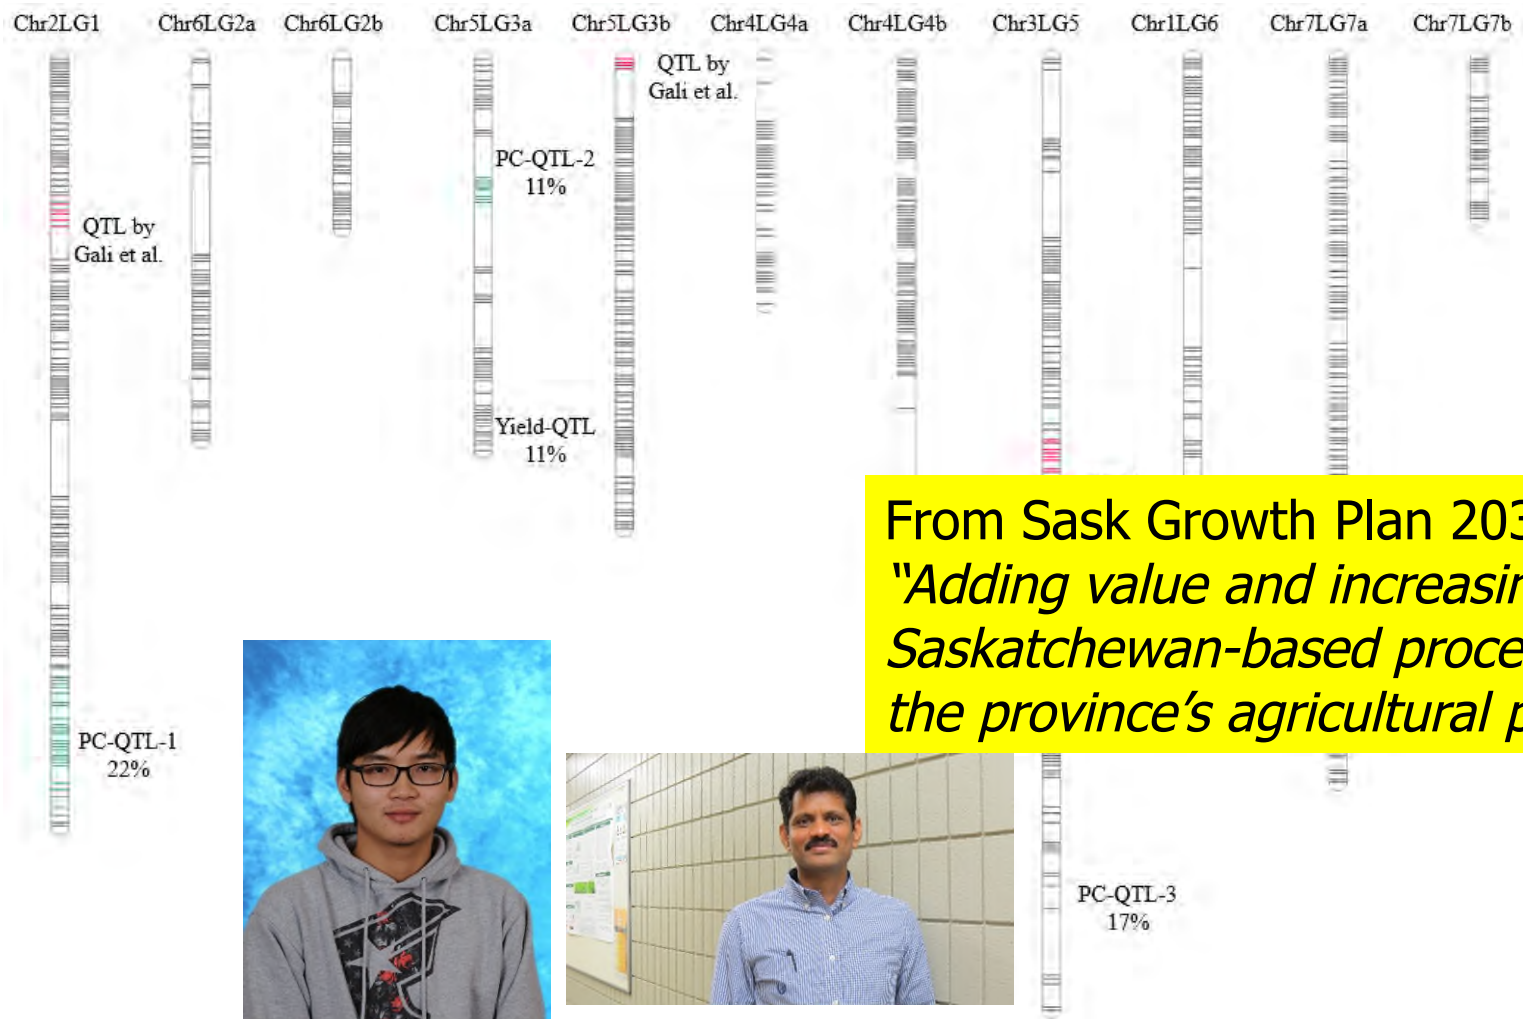 Chr2LG1 Chr6LG2a Chr6LG2b Chr5LG3a Chr5LG3b Chr4LG4a Chr4LG4b Chr3LG5 Chr1LG6 Chr7LG7a Chr7LG7b
QTL by
Gali et al.
PC-QTL-2
11%
QTL by
Gali et al.
Yield-QTL
11%
From Sask Growth Plan 203
“Adding value and increasin
Saskatchewan-based proce
the province’s agricultural p
PC-QTL-1
22%
PC-QTL-3
17%